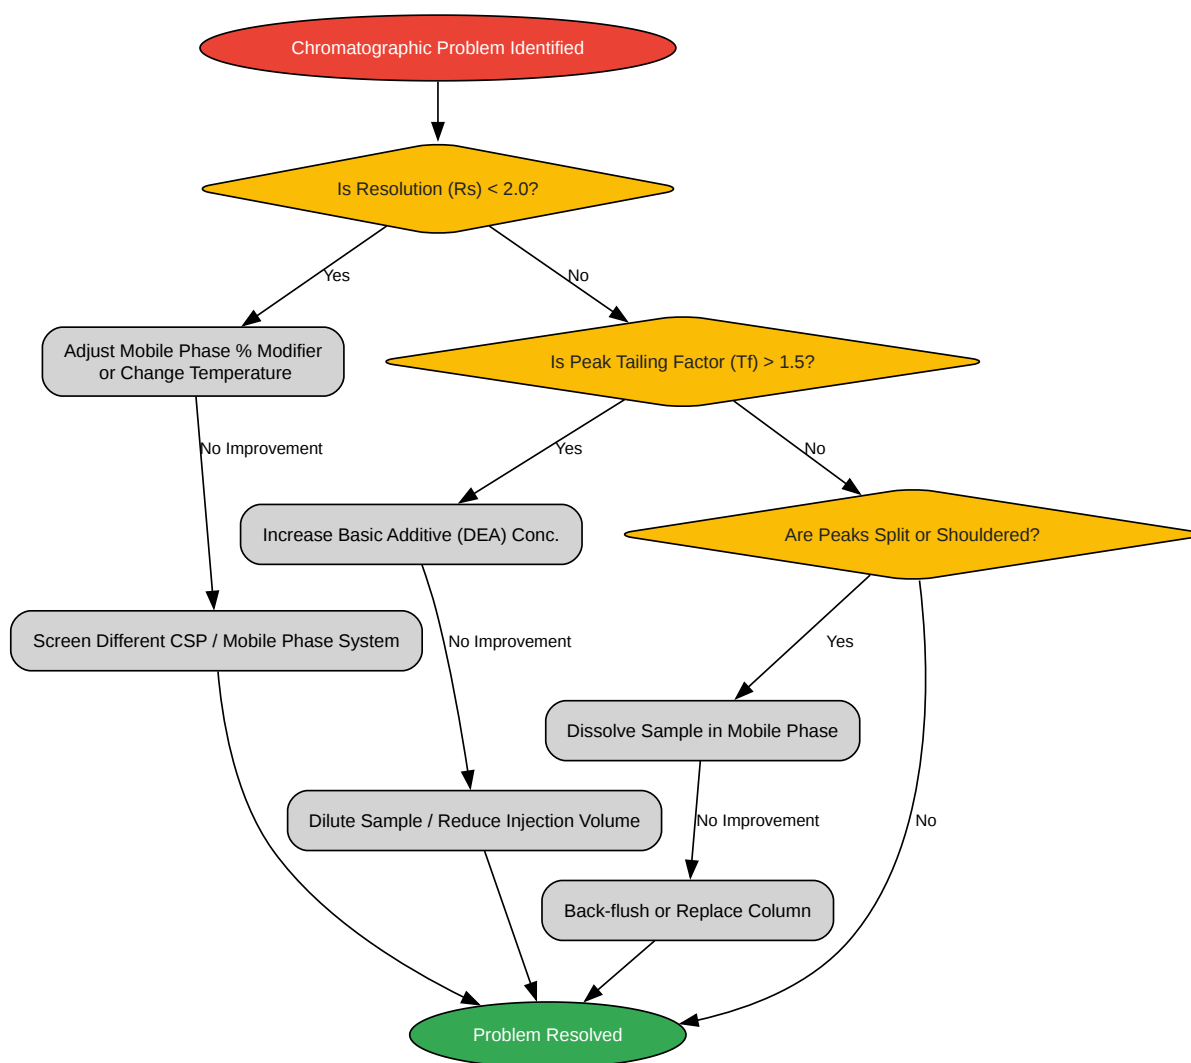 Chromatographic Problem Identified
Is Resolution (Rs) < 2.0?
Yes
No
Adjust Mobile Phase % Modifier
or Change Temperature
Is Peak Tailing Factor (Tf) > 1.5?
No Improvement
Yes
No
Increase Basic Additive (DEA) Conc.
Are Peaks Split or Shouldered?
Screen Different CSP / Mobile Phase System
No Improvement
Yes
Dissolve Sample in Mobile Phase
Dilute Sample / Reduce Injection Volume
No Improvement
No
Back-flush or Replace Column
Problem Resolved